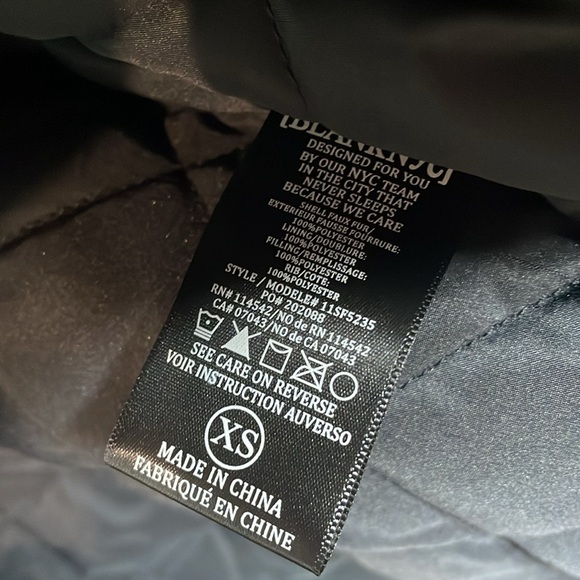 [BLANKNYC]
DESIGNED FOR YOU
BY OUR NYC TEAM
IN THE CITY THAT
NEVER SLEEPS
BECAUSE WE CARE
SHELL FAUX FUR/
EXTERIEUR PAUSSE FOURRURE:
100%POLYESTER
LINING/DOUBLURE:
100%POLYESTER
FILLING/REMPLISSAGE:
100%POLYESTER
RIB/COTE:
100%POLYESTER
STYLE / MODELE# 11SF5235
PO# 202088
RN# 114542/NO de RN 114542
CA# 07043/NO de CA 07043
SEE CARE ON REVERSE
VOIR INSTRUCTION AUVERSO
XS
MADE IN CHINA
FABRIQUÉ EN CHINE